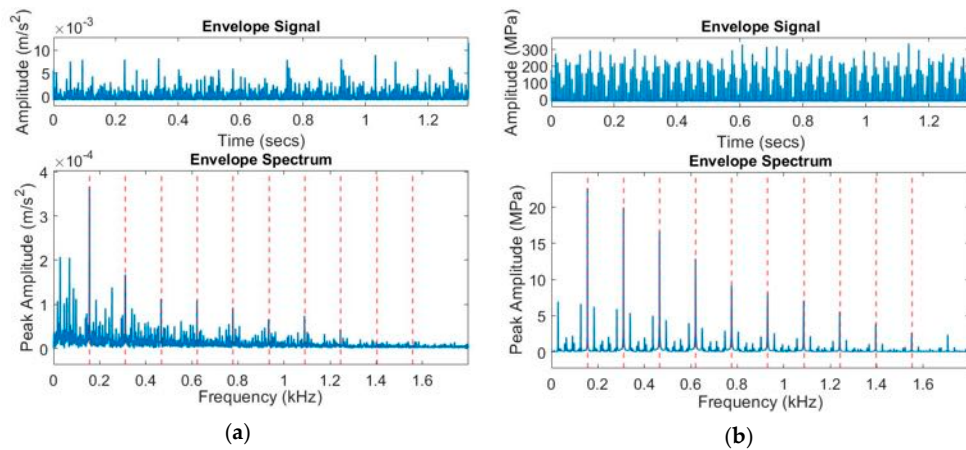 Envelope Signal
×10⁻³
Amplitude (m/s²)
10
5
0
0 0.2 0.4 0.6 0.8 1 1.2
Time (secs)
Envelope Spectrum
×10⁻⁴
Peak Amplitude (m/s²)
4
3
2
1
0
0 0.2 0.4 0.6 0.8 1 1.2 1.4 1.6
Frequency (kHz)
(a)
Envelope Signal
Amplitude (MPa)
300
200
100
0
0 0.2 0.4 0.6 0.8 1 1.2
Time (secs)
Envelope Spectrum
Peak Amplitude (MPa)
20
15
10
5
0
0 0.2 0.4 0.6 0.8 1 1.2 1.4 1.6
Frequency (kHz)
(b)